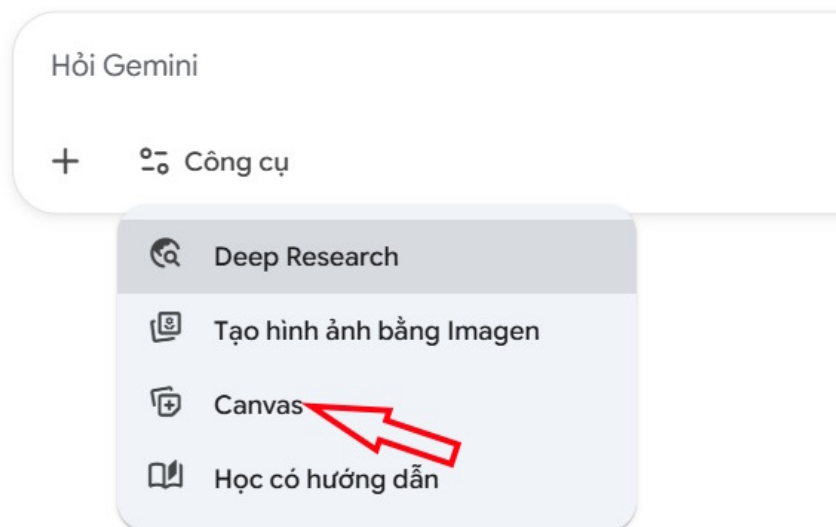 Hỏi Gemini
Công cụ
Deep Research
Tạo hình ảnh bằng Imagen
Canvas
Học có hướng dẫn